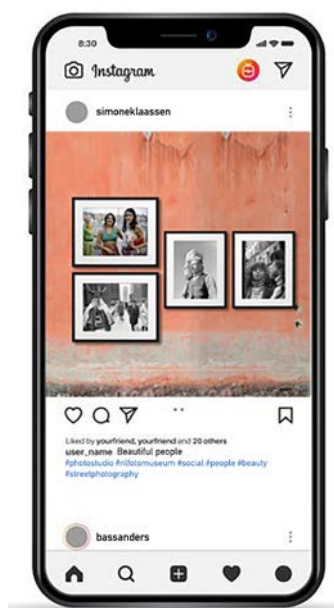 8:30
Instagram
simoneklaassen
Liked by yourfriend, yourfriend and 20 others
user_name Beautiful people
#photostudio #nlfotomuseum #social #people #beauty
#streetphotography
bassanders